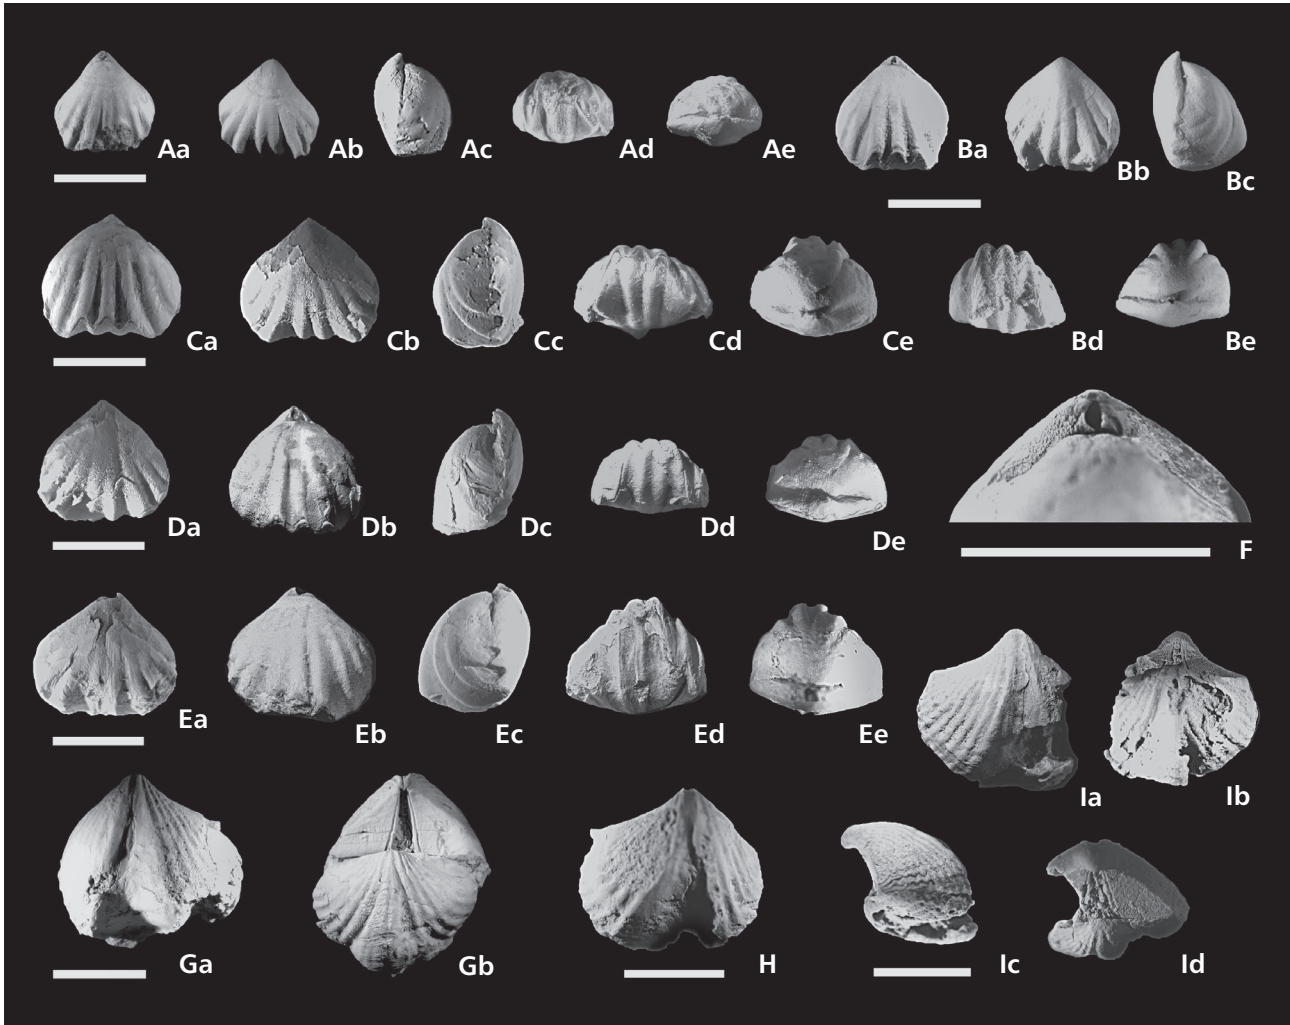 Aa Ab Ac Ad Ae Ba Bb Bc
Ca Cb Cc Cd Ce Bd Be
Da Db Dc Dd De F
Ea Eb Ec Ed Ee Ia Ib
Ga Gb H Ic Id